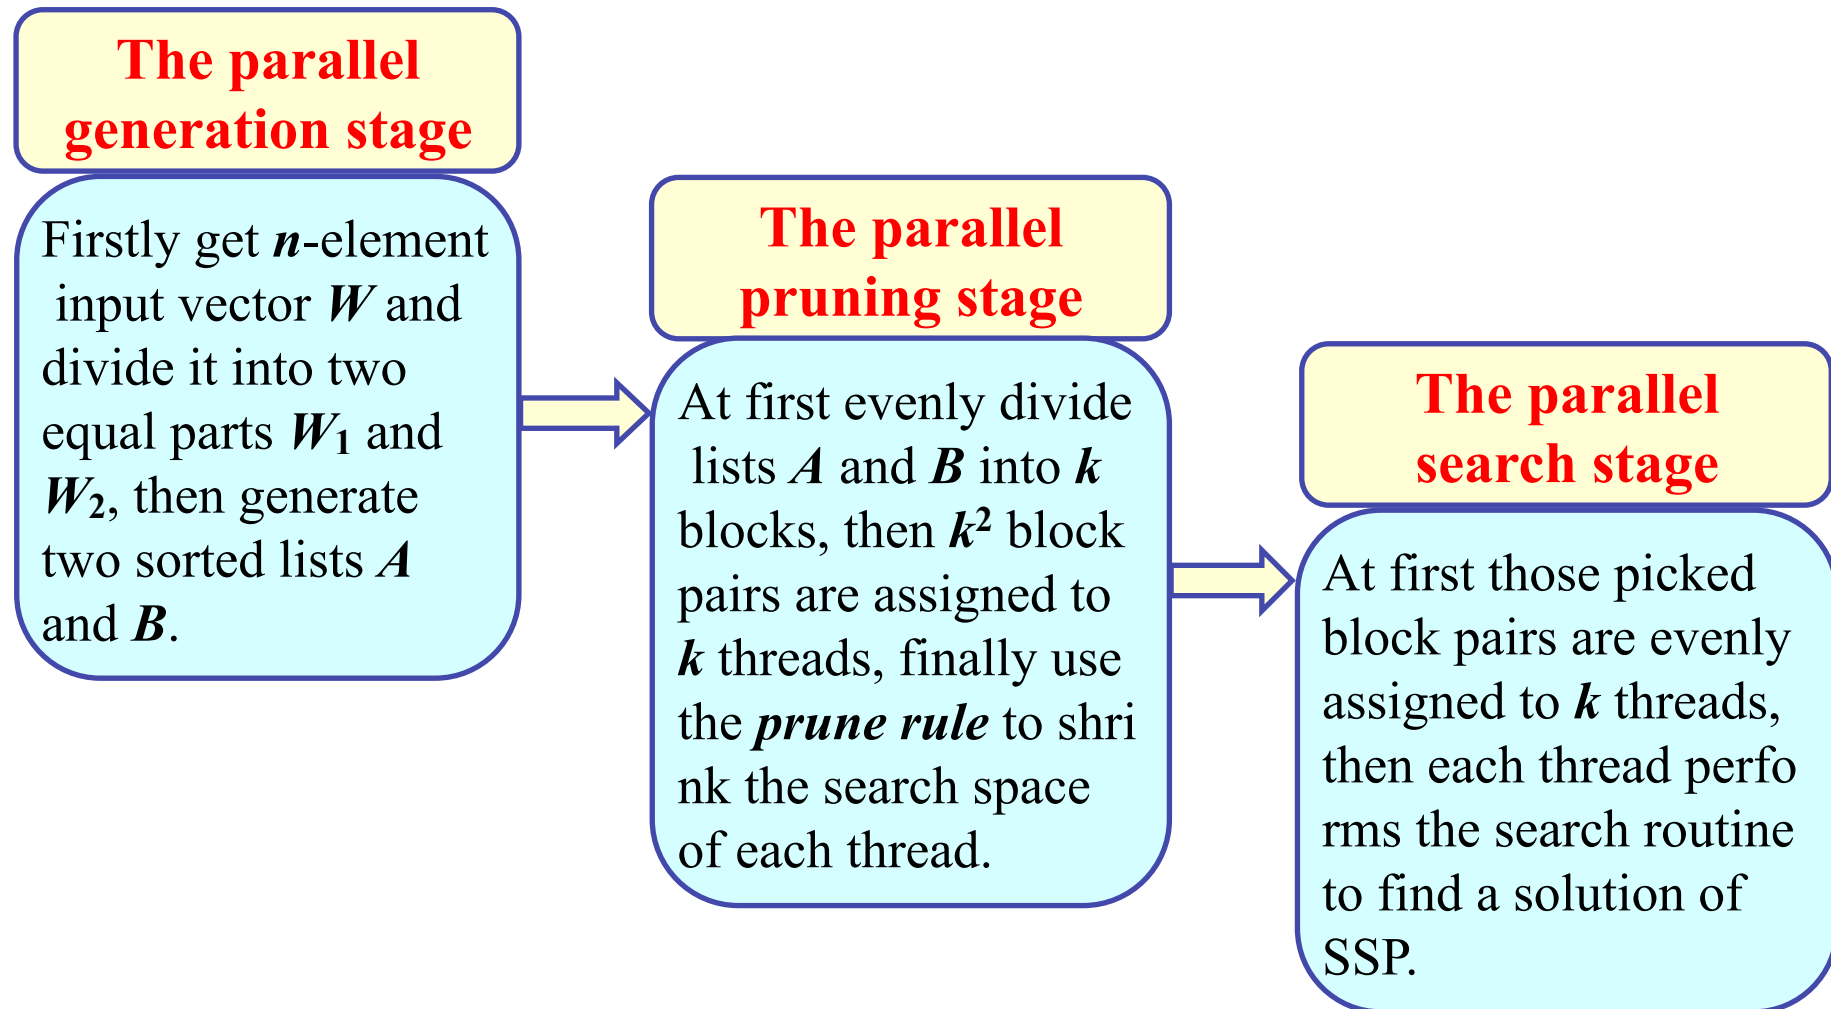 The parallel
generation stage
Firstly get n-element
input vector W and
divide it into two
equal parts W₁ and
W₂, then generate
two sorted lists A
and B.
The parallel
pruning stage
At first evenly divide
lists A and B into k
blocks, then k² block
pairs are assigned to
k threads, finally use
the prune rule to shri
nk the search space
of each thread.
The parallel
search stage
At first those picked
block pairs are evenly
assigned to k threads,
then each thread perfo
rms the search routine
to find a solution of
SSP.